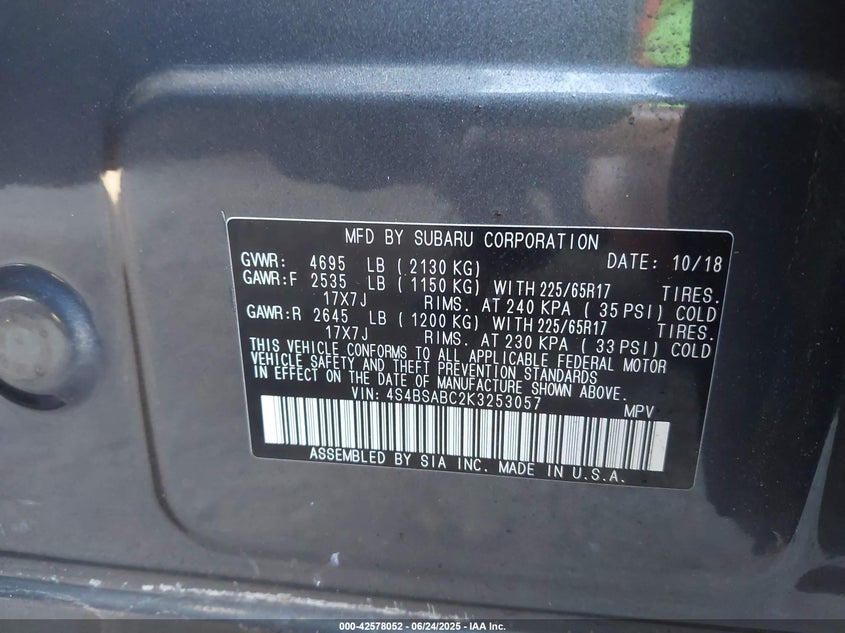 MFD BY SUBARU CORPORATION
GVWR: 4695 LB ( 2130 KG) DATE: 10/18
GAWR:F 2535 LB ( 1150 KG) WITH 225/65R17 TIRES.
17X7J RIMS. AT 240 KPA ( 35 PSI) COLD
GAWR:R 2645 LB ( 1200 KG) WITH 225/65R17 TIRES.
17X7J RIMS. AT 230 KPA ( 33 PSI) COLD
THIS VEHICLE CONFORMS TO ALL APPLICABLE FEDERAL MOTOR
VEHICLE SAFETY AND THEFT PREVENTION STANDARDS
IN EFFECT ON THE DATE OF MANUFACTURE SHOWN ABOVE.
VIN: 4S4BSABC2K3253057 MPV
ASSEMBLED BY SIA INC. MADE IN U.S.A.
000-42578052 - 06/24/2025 - IAA Inc.